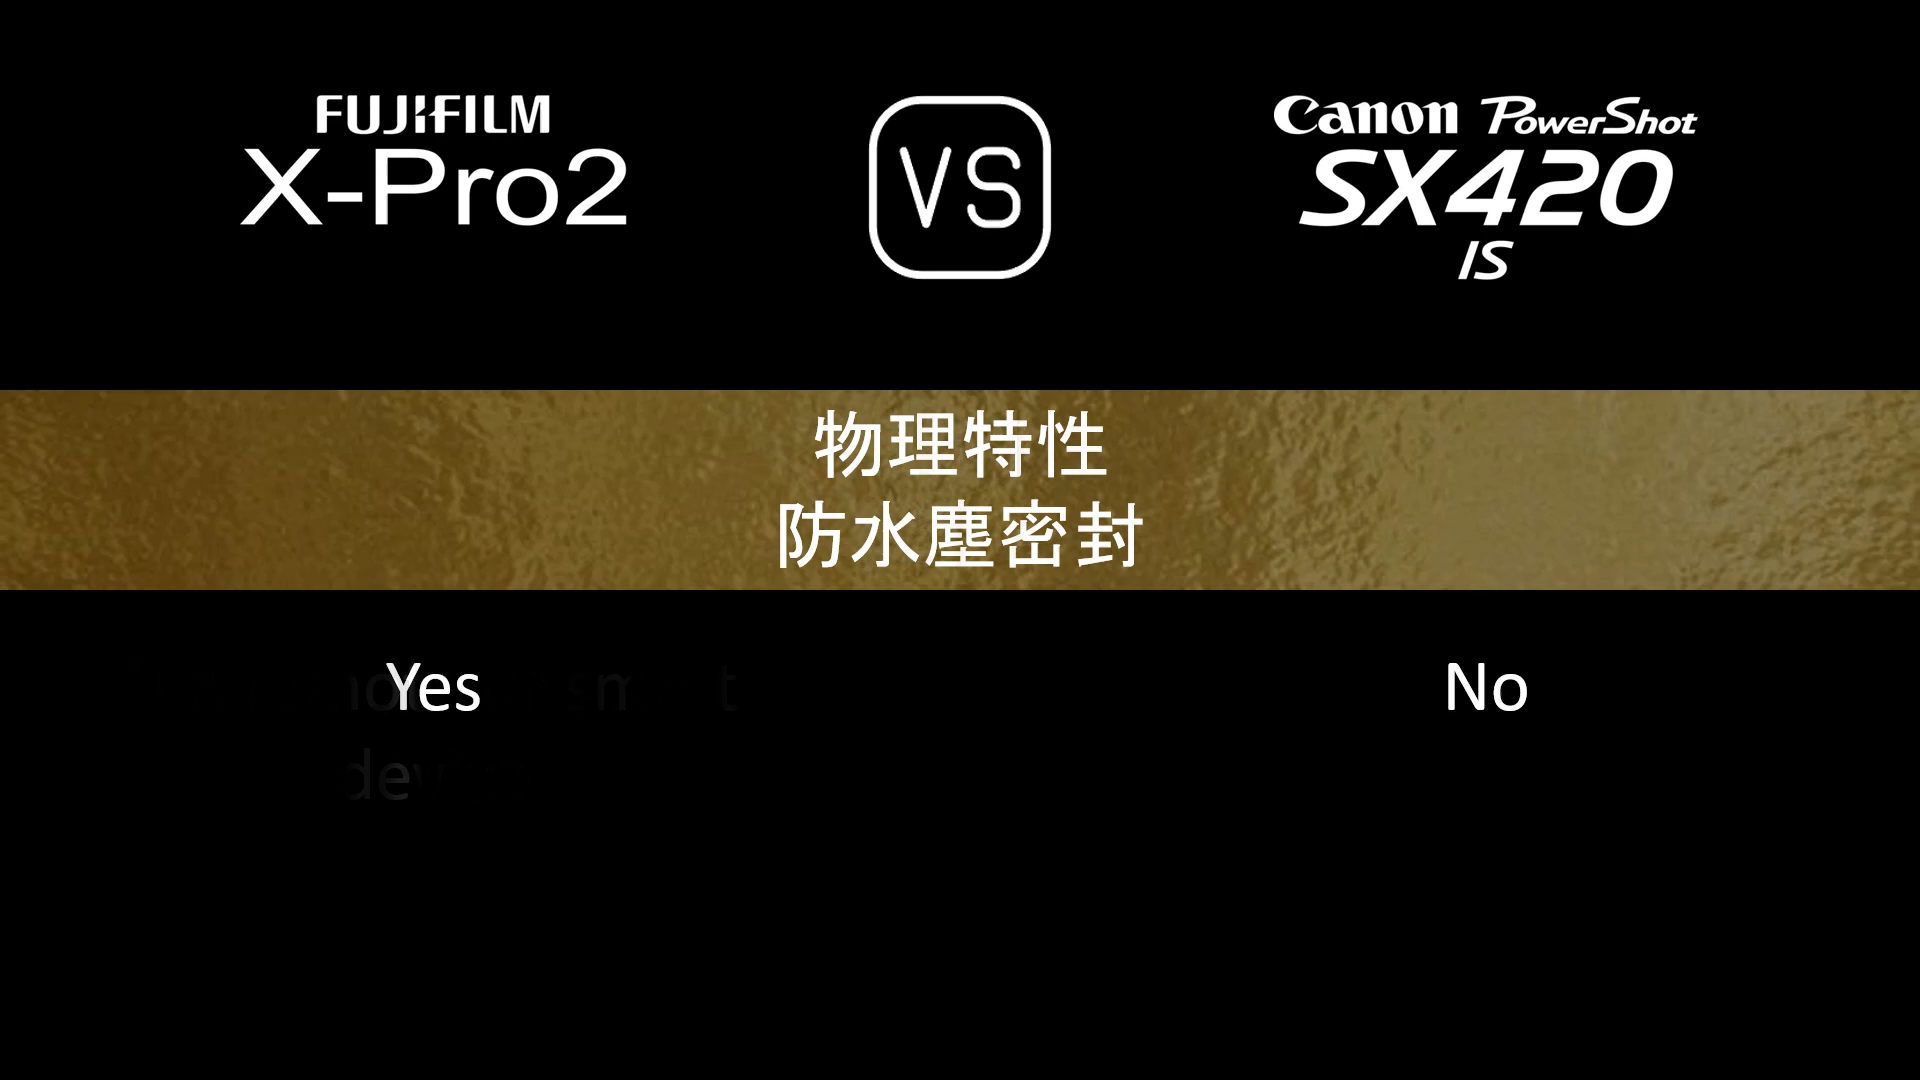 FUJIFILM
X-Pro2
VS
Canon PowerShot
SX420
IS
物理特性
防水塵密封
Yes
No